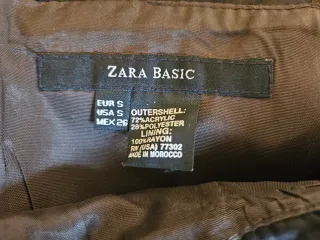 ZARA BASIC
EUR S
USA S
MEX 26
OUTERSHELL:
72%ACRYLIC
28%POLYESTER
LINING:
100%RAYON
RN (USA) 77302
MADE IN MOROCCO